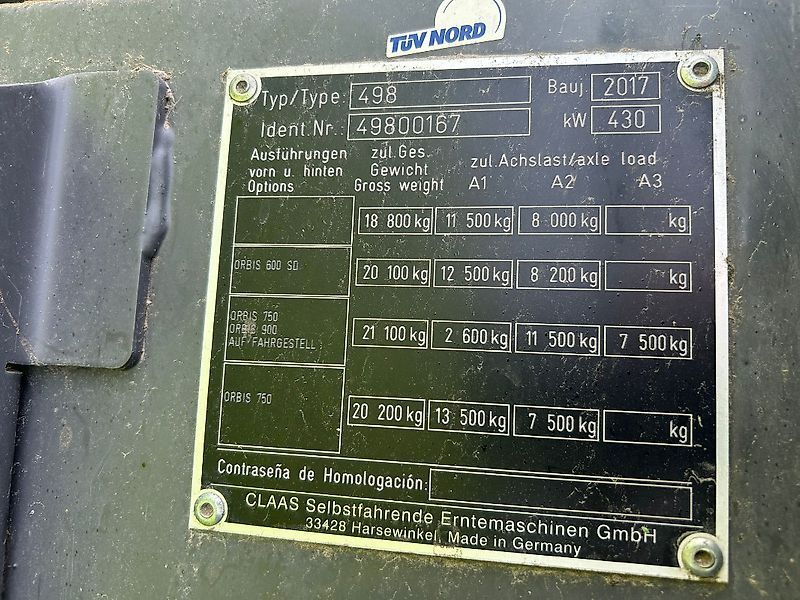 TÜV NORD
Typ/Type: 498 Bauj. 2017
Ident.Nr.: 49800167 kW 430
Ausführungen zul.Ges. zul.Achslast/axle load
vorn u. hinten Gewicht
Options Gross weight A1 A2 A3
18 800 kg 11 500 kg 8 000 kg kg
ORBIS 600 SD 20 100 kg 12 500 kg 8 200 kg kg
ORBIS 750
ORBIS 900 21 100 kg 2 600 kg 11 500 kg 7 500 kg
AUF FAHRGESTELL
ORBIS 750 20 200 kg 13 500 kg 7 500 kg kg
Contraseña de Homologación:
CLAAS Selbstfahrende Erntemaschinen GmbH
33428 Harsewinkel, Made in Germany